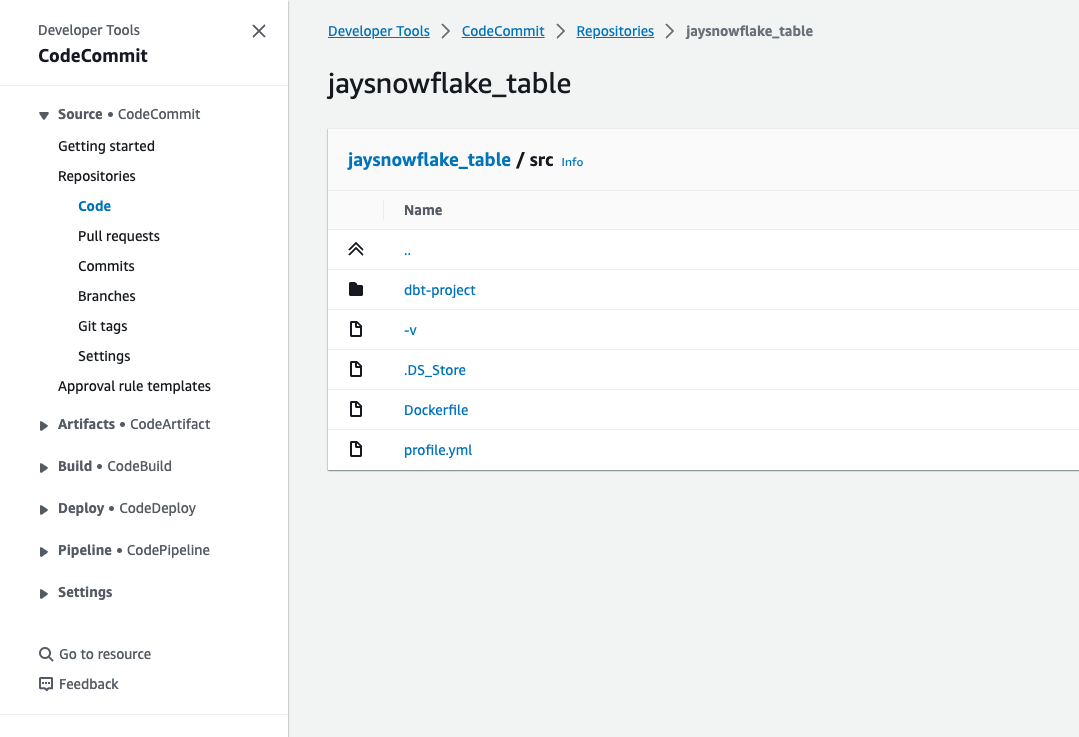 Developer Tools
CodeCommit
Source • CodeCommit
Getting started
Repositories
Code
Pull requests
Commits
Branches
Git tags
Settings
Approval rule templates
Artifacts • CodeArtifact
Build • CodeBuild
Deploy • CodeDeploy
Pipeline • CodePipeline
Settings
Go to resource
Feedback
Developer Tools > CodeCommit > Repositories > jaysnowflake_table
jaysnowflake_table
jaysnowflake_table / src Info
Name
..
dbt-project
-v
.DS_Store
Dockerfile
profile.yml